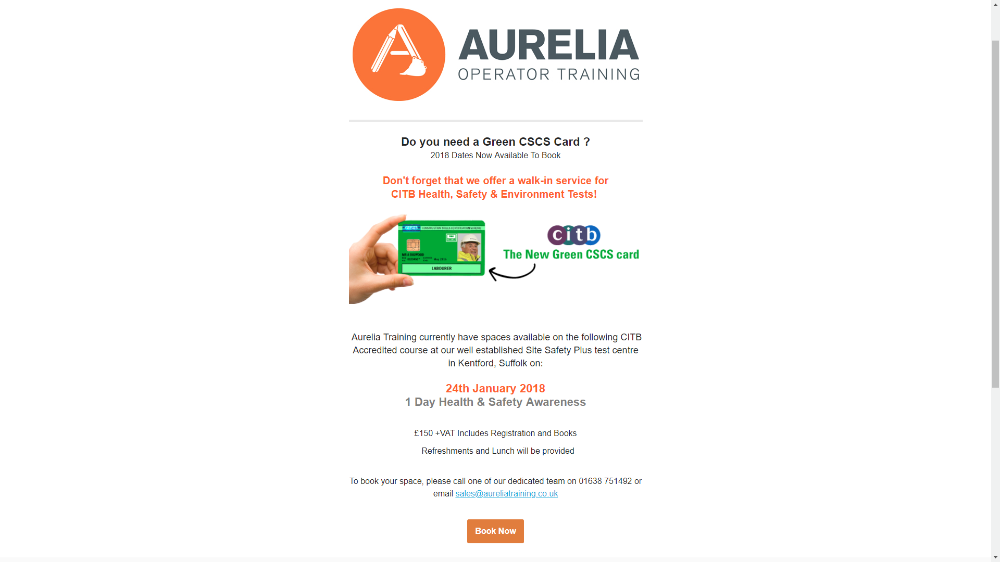 AURELIA
OPERATOR TRAINING
Do you need a Green CSCS Card ?
2018 Dates Now Available To Book
Don't forget that we offer a walk-in service for
CITB Health, Safety & Environment Tests!
CSCS CONSTRUCTION SKILLS CERTIFICATION SCHEME
MR A DIGWOOD
May 2016
LABOURER
citb
The New Green CSCS card
Aurelia Training currently have spaces available on the following CITB
Accredited course at our well established Site Safety Plus test centre
in Kentford, Suffolk on:
24th January 2018
1 Day Health & Safety Awareness
£150 +VAT Includes Registration and Books
Refreshments and Lunch will be provided
To book your space, please call one of our dedicated team on 01638 751492 or
email sales@aureliatraining.co.uk
Book Now